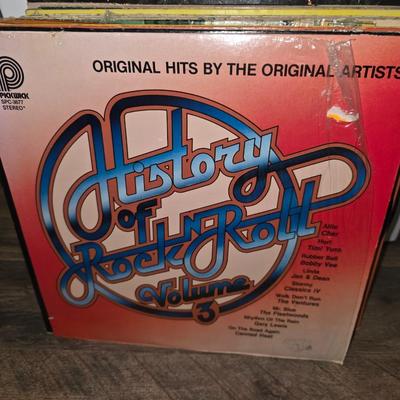 ORIGINAL HITS BY THE ORIGINAL ARTISTS
PICKWICK
SPC-3677
STEREO
History
of
Rock N' Roll
Volume
3
Alfie
Cher
Hurt
Timi Yuro
Rubber Ball
Bobby Vee
Linda
Jan & Dean
Stormy
Classics IV
Walk Don't Run
The Ventures
Mr. Blue
The Fleetwoods
Rhythm Of The Rain
Gary Lewis
On The Road Again
Canned Heat